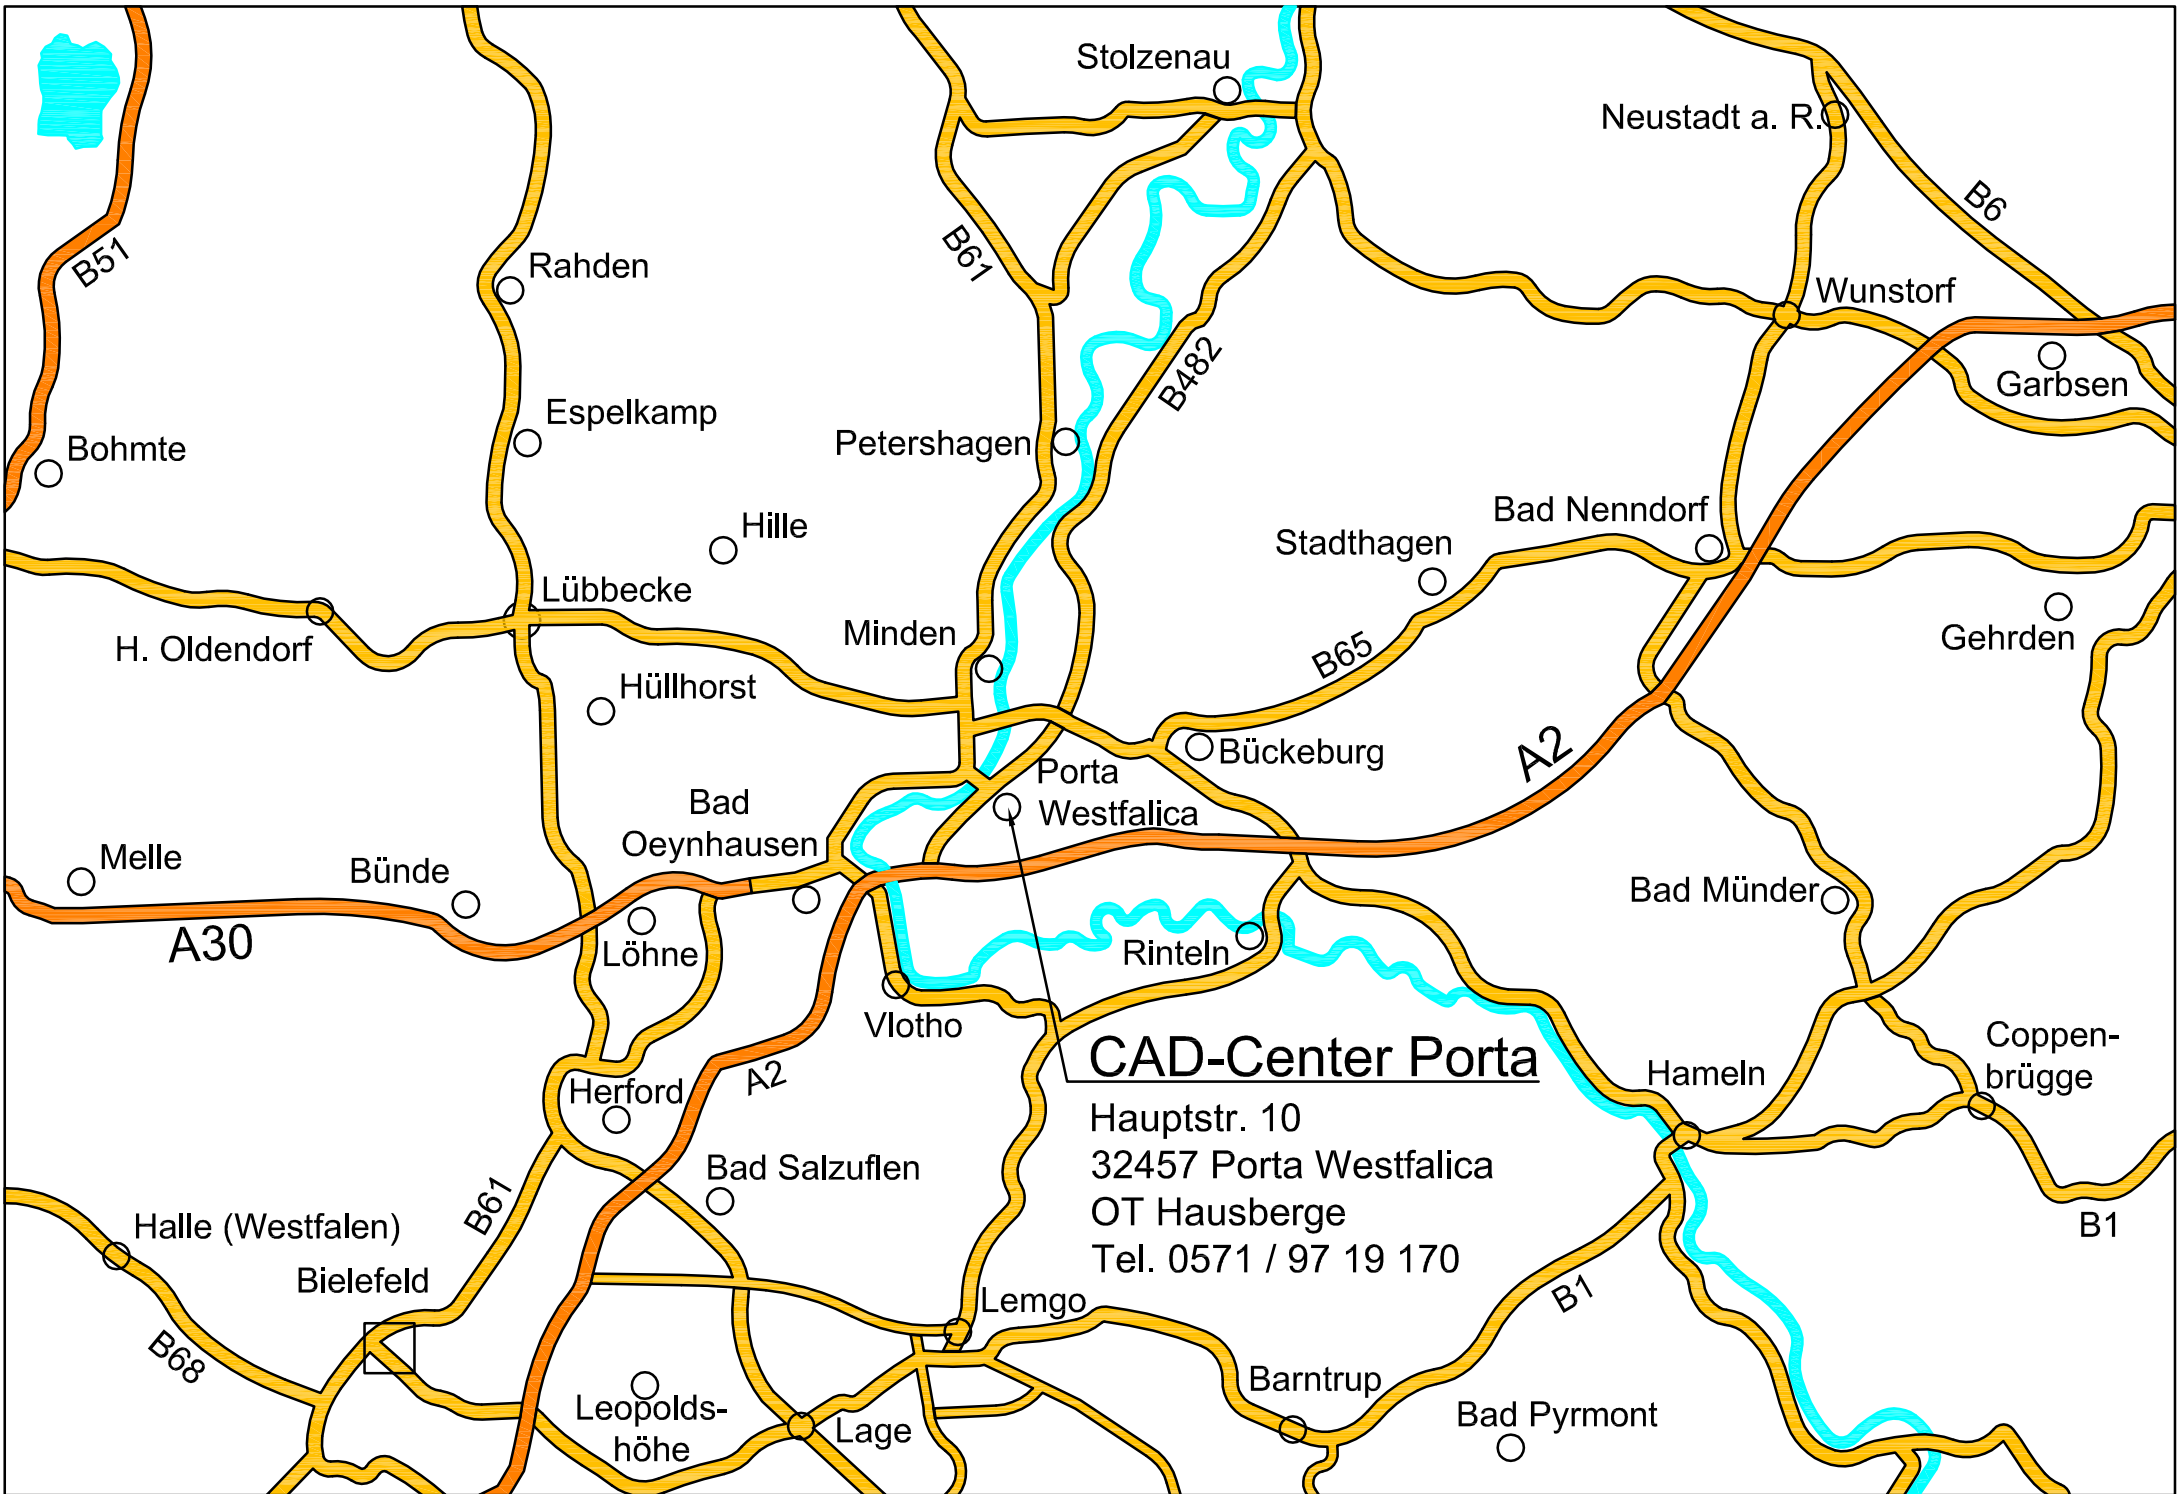 Stolzenau
Neustadt a. R.
B6
B51
Rahden
B61
Wunstorf
B482
Garbsen
Espelkamp
Petershagen
Bohmte
Hille
Stadthagen
Bad Nenndorf
Lübbecke
H. Oldendorf
Minden
B65
Gehrden
Hüllhorst
Bückeburg
A2
Porta
Westfalica
Bad
Oeynhausen
Melle
Bünde
A30
Löhne
Bad Münder
Rinteln
Vlotho
A2
Herford
CAD-Center Porta
Hauptstr. 10
32457 Porta Westfalica
OT Hausberge
Tel. 0571 / 97 19 170
Hameln
Coppen-
brügge
Bad Salzuflen
B61
Halle (Westfalen)
Bielefeld
B68
B1
B1
Lemgo
Barntrup
Bad Pyrmont
Leopolds-
höhe
Lage